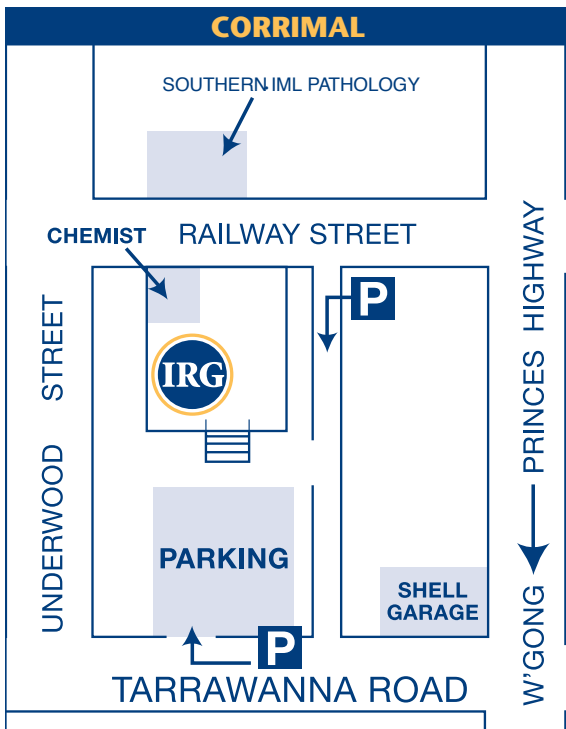 CORRIMAL
SOUTHERN IML PATHOLOGY
CHEMIST
RAILWAY STREET
P
IRG
UNDERWOOD STREET
PRINCES HIGHWAY
PARKING
SHELL
GARAGE
W'GONG
P
TARRAWANNA ROAD